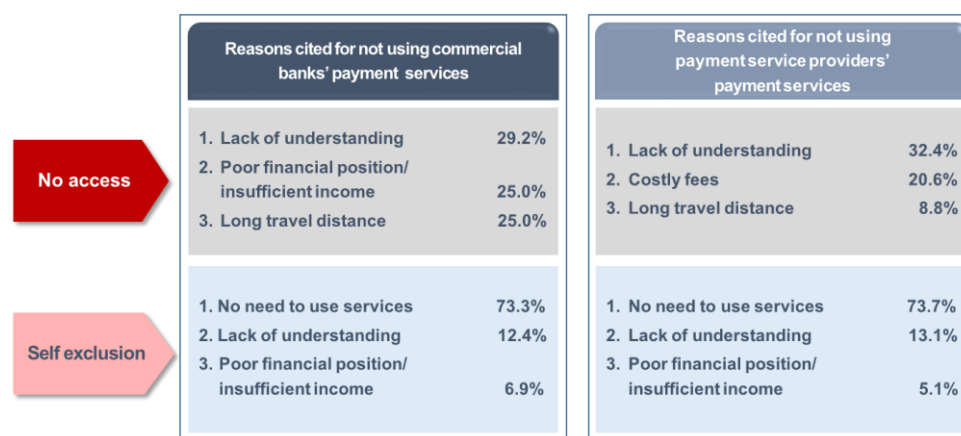 Reasons cited for not using commercial
banks' payment services
Reasons cited for not using
payment service providers'
payment services
No access
1. Lack of understanding 29.2%
2. Poor financial position/
insufficient income 25.0%
3. Long travel distance 25.0%
1. Lack of understanding 32.4%
2. Costly fees 20.6%
3. Long travel distance 8.8%
Self exclusion
1. No need to use services 73.3%
2. Lack of understanding 12.4%
3. Poor financial position/
insufficient income 6.9%
1. No need to use services 73.7%
2. Lack of understanding 13.1%
3. Poor financial position/
insufficient income 5.1%